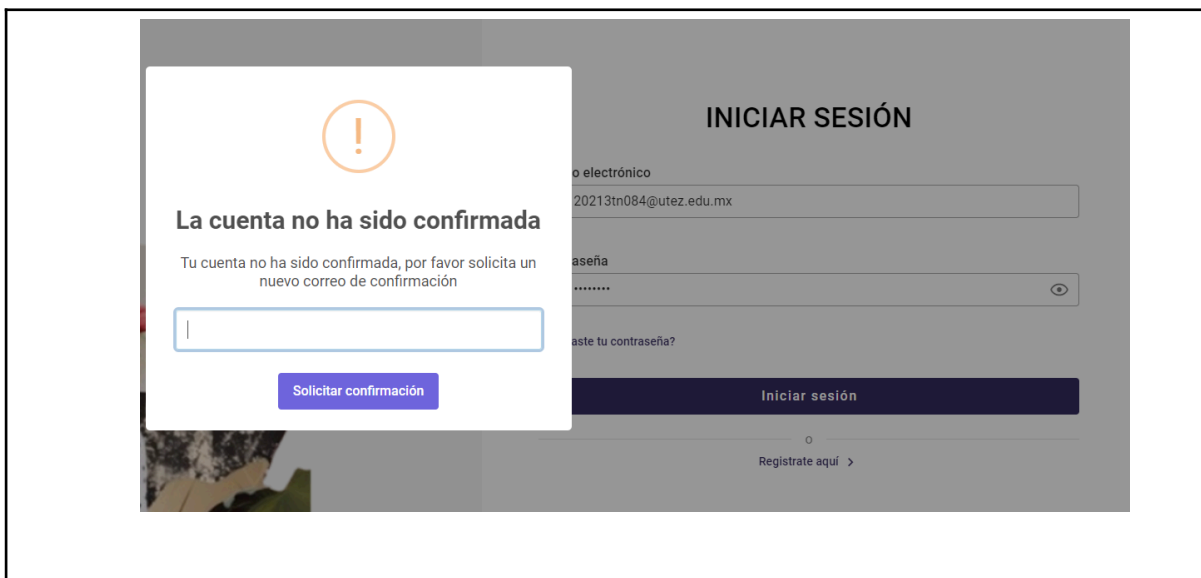 !
La cuenta no ha sido confirmada
Tu cuenta no ha sido confirmada, por favor solicita un
nuevo correo de confirmación
Solicitar confirmación
INICIAR SESIÓN
o electrónico
20213tn084@utez.edu.mx
aseña
••••••••
aste tu contraseña?
Iniciar sesión
o
Registrate aquí >